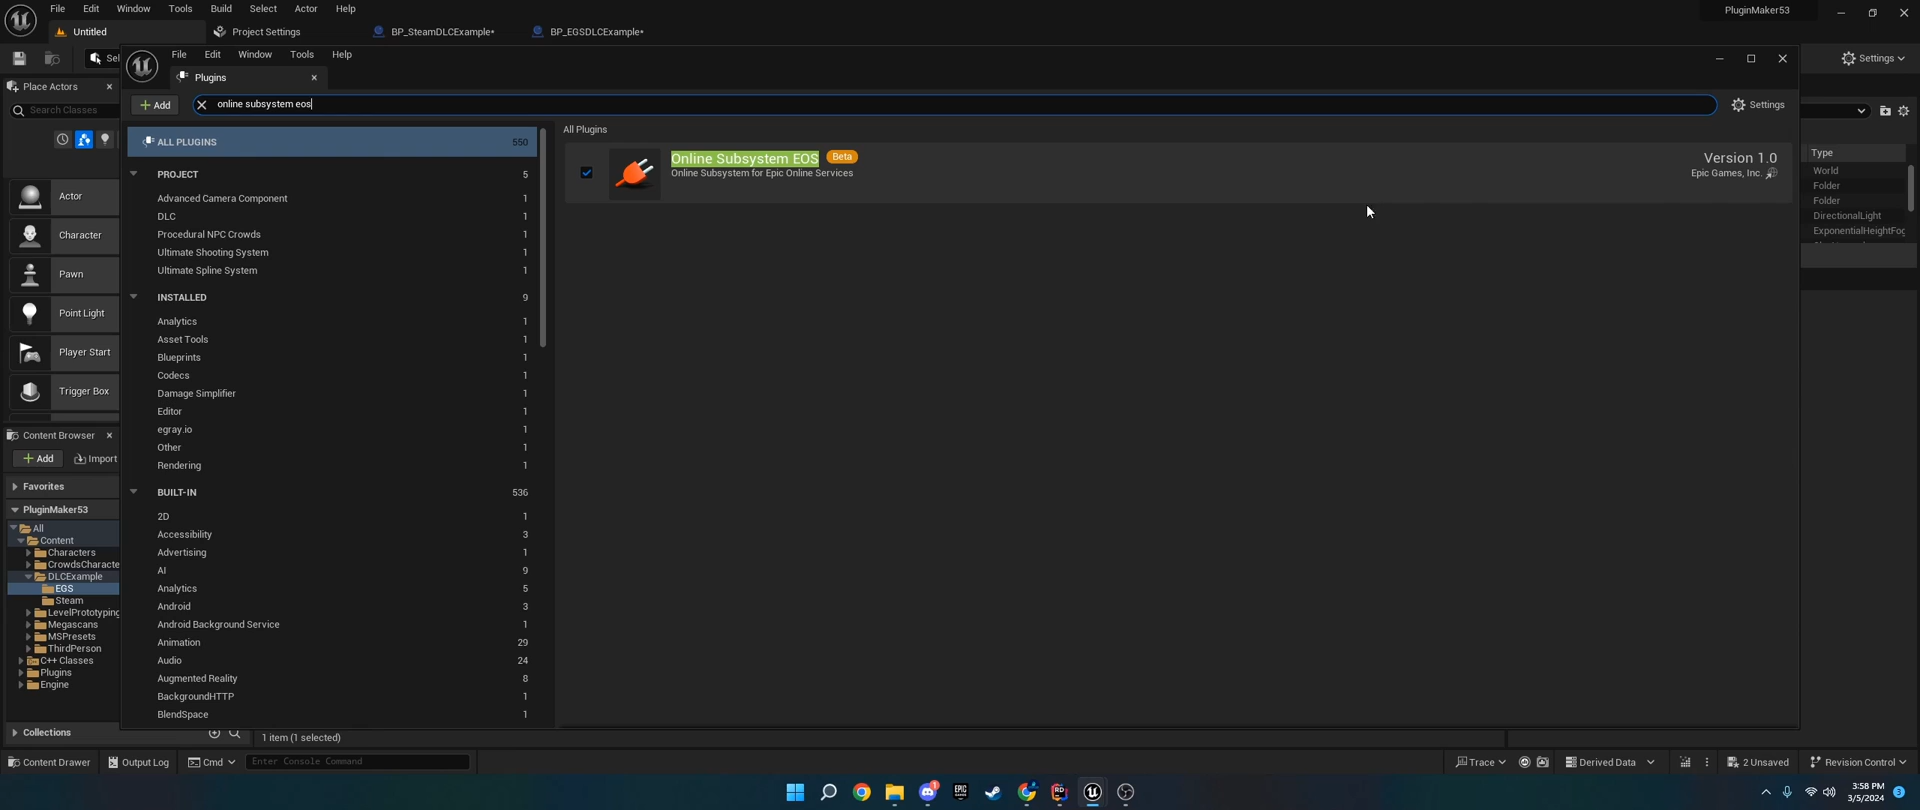 File Edit Window Tools Build Select Actor Help
PluginMaker53
Untitled
Project Settings
BP_SteamDLCExample*
BP_EGSDLCExample*
Sel
Settings
File Edit Window Tools Help
Plugins
Place Actors
Search Classes
Add
online subsystem eos
Settings
ALL PLUGINS 550
PROJECT 5
Advanced Camera Component 1
DLC 1
Procedural NPC Crowds 1
Ultimate Shooting System 1
Ultimate Spline System 1
INSTALLED 9
Analytics 1
Asset Tools 1
Blueprints 1
Codecs 1
Damage Simplifier 1
Editor 1
egray.io 1
Other 1
Rendering 1
BUILT-IN 536
2D 1
Accessibility 3
Advertising 1
AI 9
Analytics 5
Android 3
Android Background Service 1
Animation 29
Audio 24
Augmented Reality 8
BackgroundHTTP 1
BlendSpace 1
All Plugins
Online Subsystem EOS Beta
Online Subsystem for Epic Online Services
Version 1.0
Epic Games, Inc.
Type
World
Folder
Folder
DirectionalLight
ExponentialHeightFog
Actor
Character
Pawn
Point Light
Player Start
Trigger Box
Content Browser
Add Import
Favorites
PluginMaker53
All
Content
Characters
CrowdsCharacte
DLCExample
EGS
Steam
LevelPrototyping
Megascans
MSPresets
ThirdPerson
C++ Classes
Plugins
Engine
Collections
1 item (1 selected)
Content Drawer Output Log Cmd Enter Console Command
Trace Derived Data 2 Unsaved Revision Control
3:58 PM
3/5/2024
3